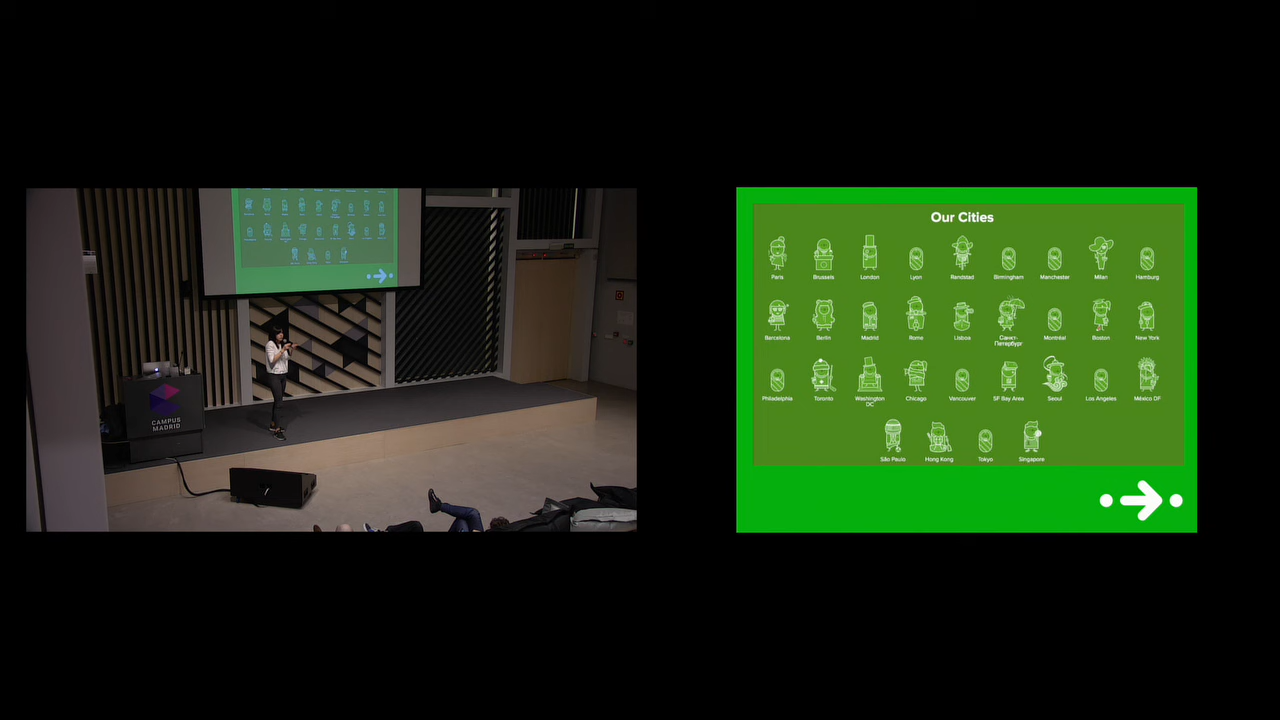 Our Cities
Paris Brussels London Lyon Randstad Birmingham Manchester Milan Hamburg
Barcelona Berlin Madrid Rome Lisboa Санкт-Петербург Montréal Boston New York
Philadelphia Toronto Washington DC Chicago Vancouver SF Bay Area Seoul Los Angeles México DF
São Paulo Hong Kong Tokyo Singapore
CAMPUS
MADRID